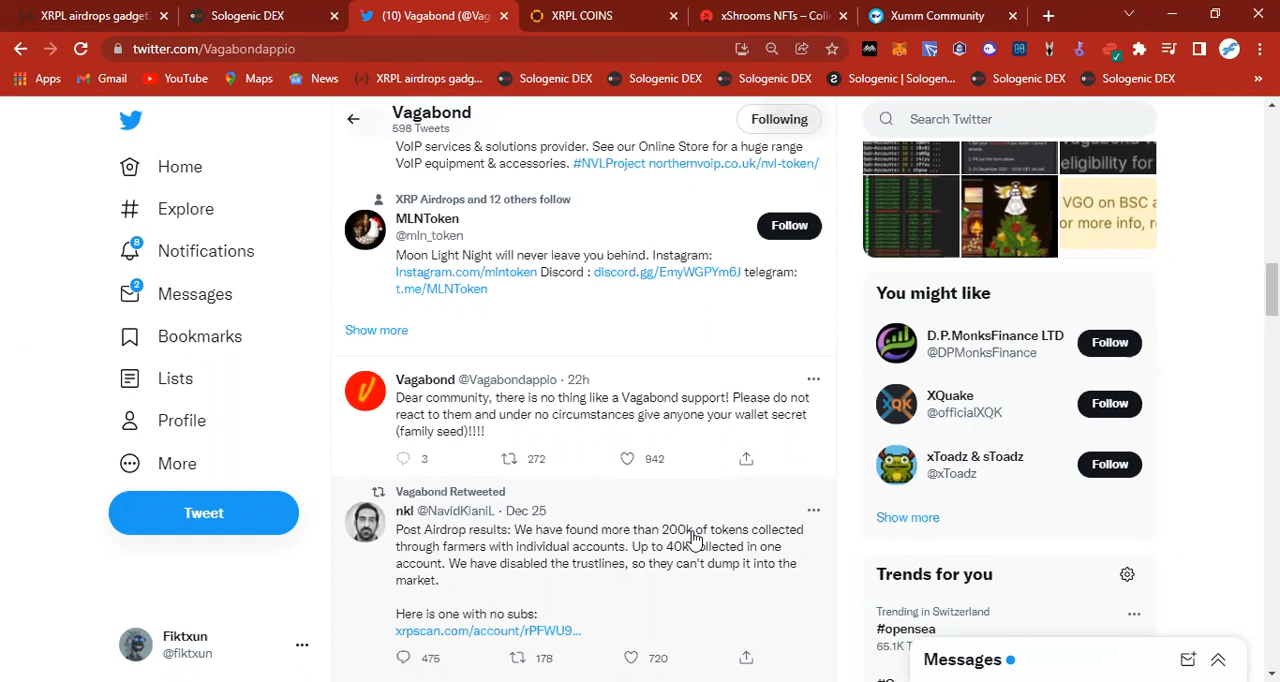 XRPL airdrops gadget
Sologenic DEX
(10) Vagabond (@Vag
XRPL COINS
xShrooms NFTs – Colle
Xumm Community
twitter.com/Vagabondappio
Apps
Gmail
YouTube
Maps
News
XRPL airdrops gadg...
Sologenic DEX
Sologenic DEX
Sologenic DEX
Sologenic | Sologen...
Sologenic DEX
Sologenic DEX
Home
Explore
8
Notifications
2
Messages
Bookmarks
Lists
Profile
More
Tweet
Fiktxun
@fiktxun
Vagabond
598 Tweets
Following
VoIP services & solutions provider. See our Online Store for a huge range
VoIP equipment & accessories. #NVLProject northernvoip.co.uk/nvl-token/
XRP Airdrops and 12 others follow
MLNToken
@mln_token
Follow
Moon Light Night will never leave you behind. Instagram:
Instagram.com/mlntoken Discord : discord.gg/EmyWGPYm6J telegram:
t.me/MLNToken
Show more
Vagabond @Vagabondappio · 22h
Dear community, there is no thing like a Vagabond support! Please do not
react to them and under no circumstances give anyone your wallet secret
(family seed)!!!!
3 272 942
Vagabond Retweeted
nkl @NavidKianiL · Dec 25
Post Airdrop results: We have found more than 200k of tokens collected
through farmers with individual accounts. Up to 40k collected in one
account. We have disabled the trustlines, so they can't dump it into the
market.
Here is one with no subs:
xrpscan.com/account/rPFWU9...
475 178 720
Search Twitter
eligibility for
VGO on BSC a
or more info, r
You might like
D.P.MonksFinance LTD
@DPMonksFinance
Follow
XQuake
@officialXQK
Follow
xToadz & sToadz
@xToadz
Follow
Show more
Trends for you
Trending in Switzerland
#opensea
Messages